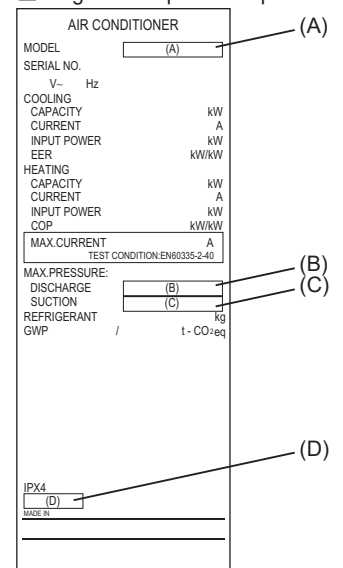 AIR CONDITIONER
MODEL (A) (A)
SERIAL NO.
V~ Hz
COOLING
CAPACITY kW
CURRENT A
INPUT POWER kW
EER kW/kW
HEATING
CAPACITY kW
CURRENT A
INPUT POWER kW
COP kW/kW
MAX.CURRENT A
TEST CONDITION:EN60335-2-40
MAX.PRESSURE:
DISCHARGE (B) (B)
SUCTION (C) (C)
REFRIGERANT kg
GWP / t - CO2eq
(D)
IPX4
(D)
MADE IN